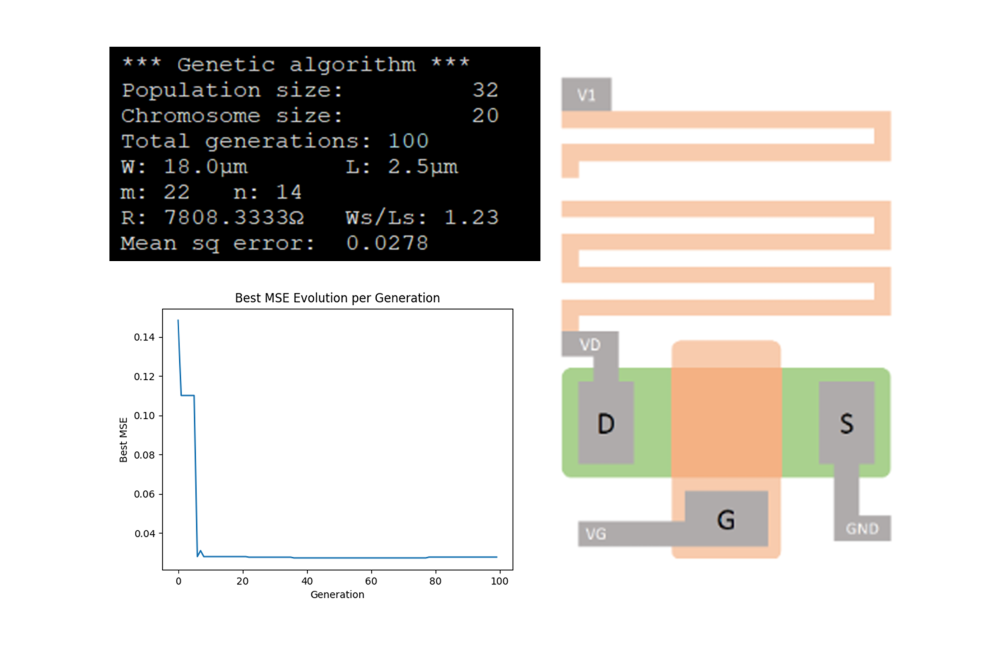 *** Genetic algorithm ***
Population size: 32
Chromosome size: 20
Total generations: 100
W: 18.0μm L: 2.5μm
m: 22 n: 14
R: 7808.3333Ω Ws/Ls: 1.23
Mean sq error: 0.0278
Best MSE Evolution per Generation
Best MSE
0.14
0.12
0.10
0.08
0.06
0.04
0 20 40 60 80 100
Generation
V1
VD
D
S
G
VG
GND